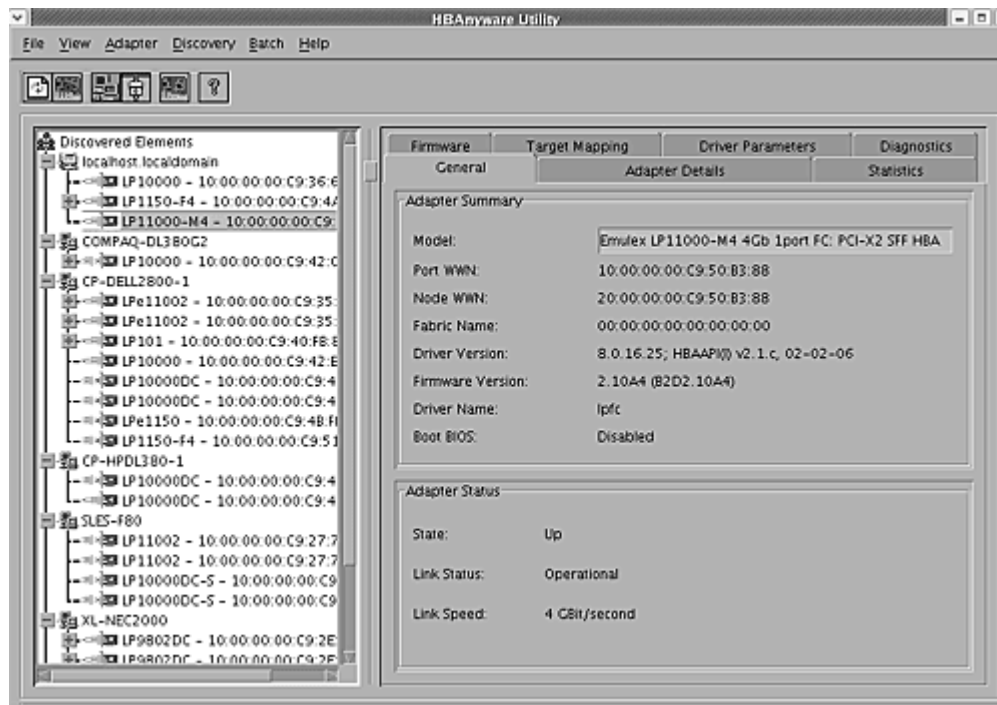 HBAnyware Utility
File View Adapter Discovery Batch Help
Discovered Elements
localhost.localdomain
LP10000 - 10:00:00:00:C9:36:6
LP1150-F4 - 10:00:00:00:C9:4
LP11000-M4 - 10:00:00:00:C9:
COMPAQ-DL380G2
LP10000 - 10:00:00:00:C9:42:
CP-DELL2800-1
LPe11002 - 10:00:00:00:C9:35:
LPe11002 - 10:00:00:00:C9:35:
LP101 - 10:00:00:00:C9:40:FB:
LP10000 - 10:00:00:00:C9:42:E
LP10000DC - 10:00:00:00:C9:4
LP10000DC - 10:00:00:00:C9:4
LPe1150 - 10:00:00:00:C9:4B:F
LP1150-F4 - 10:00:00:00:C9:51
CP-HPDL380-1
LP10000DC - 10:00:00:00:C9:4
LP10000DC - 10:00:00:00:C9:4
SLES-F80
LP11002 - 10:00:00:00:C9:27:7
LP11002 - 10:00:00:00:C9:27:7
LP10000DC-S - 10:00:00:00:C9
LP10000DC-S - 10:00:00:00:C9
XL-NEC2000
LP9802DC - 10:00:00:00:C9:2E
LP9802DC - 10:00:00:00:C9:2E
Firmware Target Mapping Driver Parameters Diagnostics
General Adapter Details Statistics
Adapter Summary
Model: Emulex LP11000-M4 4Gb 1port FC: PCI-X2 SFF HBA
Port WWN: 10:00:00:00:C9:50:B3:88
Node WWN: 20:00:00:00:C9:50:B3:88
Fabric Name: 00:00:00:00:00:00:00:00
Driver Version: 8.0.16.25; HBAAPI(I) v2.1.c, 02-02-06
Firmware Version: 2.10A4 (B2D2.10A4)
Driver Name: lpfc
Boot BIOS: Disabled
Adapter Status
State: Up
Link Status: Operational
Link Speed: 4 GBit/second